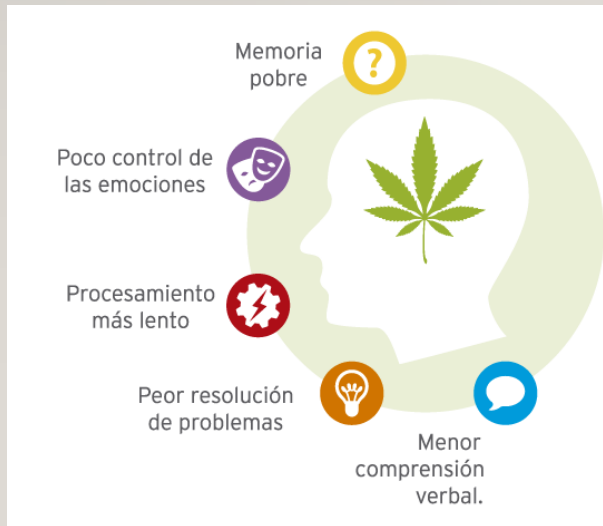 Memoria
pobre
?
Poco control de
las emociones
Procesamiento
más lento
Peor resolución
de problemas
Menor
comprensión
verbal.